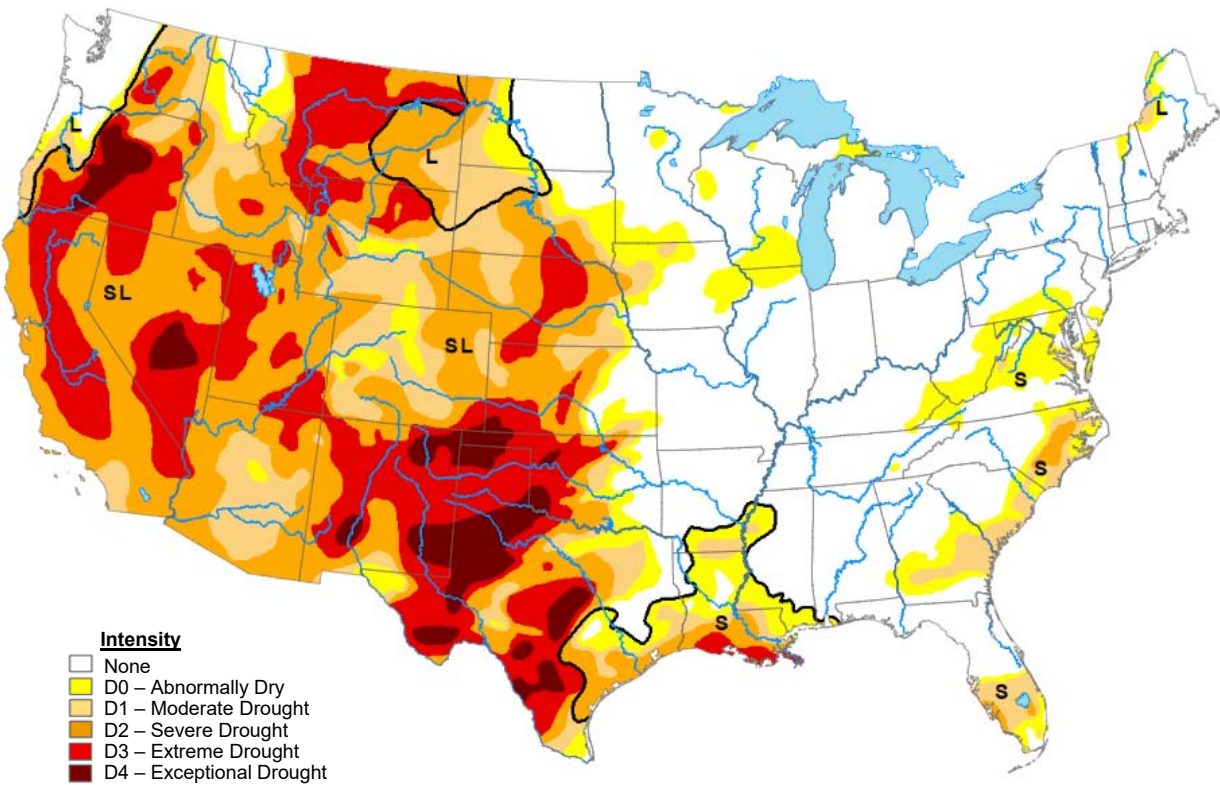 L
L
L
SL
SL
S
S
S
S
Intensity
None
D0 – Abnormally Dry
D1 – Moderate Drought
D2 – Severe Drought
D3 – Extreme Drought
D4 – Exceptional Drought